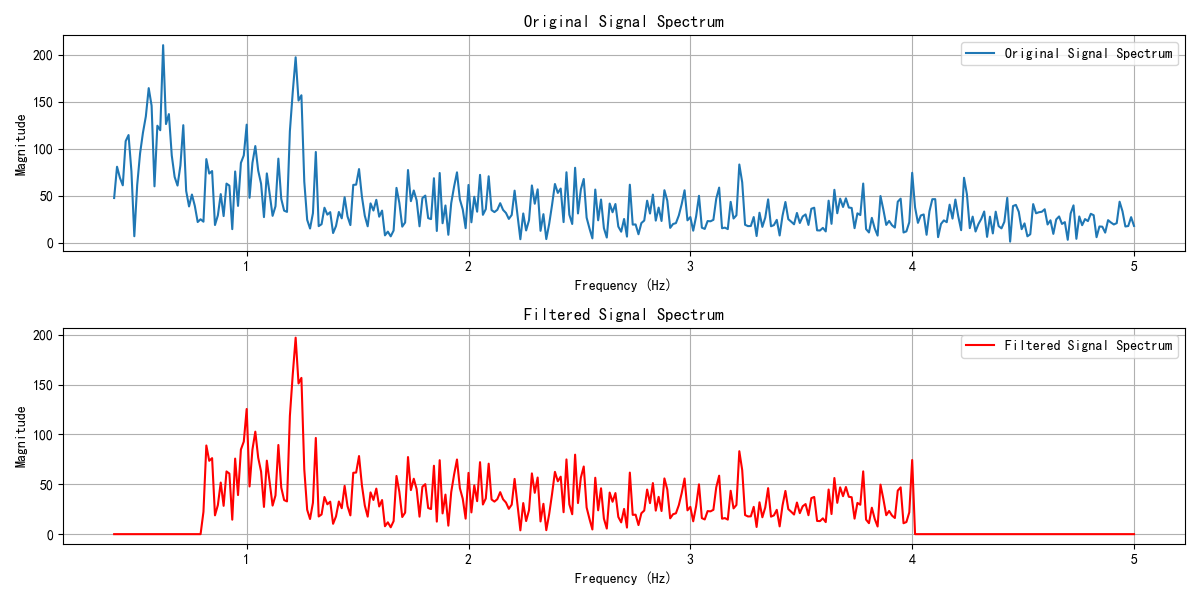 Original Signal Spectrum
200
150
100
50
0
Magnitude
Original Signal Spectrum
1 2 3 4 5
Frequency (Hz)
Filtered Signal Spectrum
200
150
100
50
0
Magnitude
Filtered Signal Spectrum
1 2 3 4 5
Frequency (Hz)